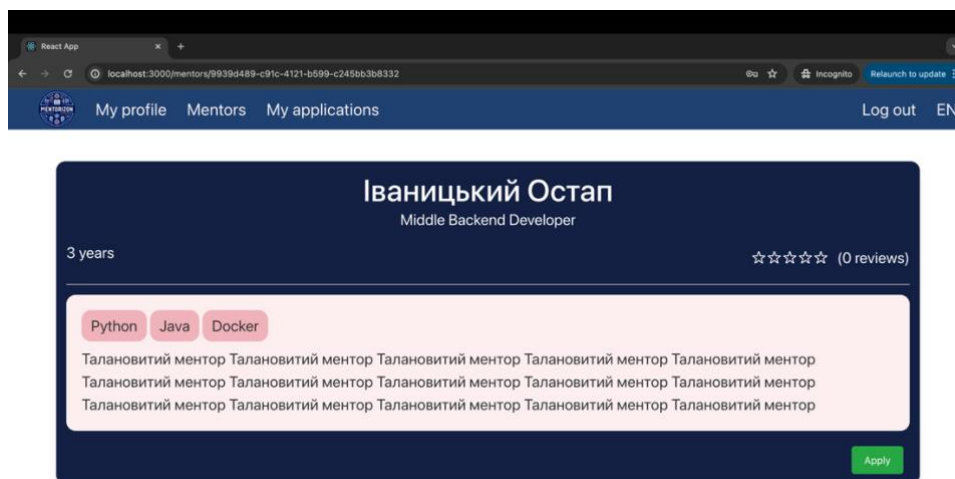 React App
localhost:3000/mentors/9939d489-c91c-4121-b599-c245bb3b8332
Incognito
Relaunch to update
MENTORIZON
My profile
Mentors
My applications
Log out
EN
Іваницький Остап
Middle Backend Developer
3 years
(0 reviews)
Python
Java
Docker
Талановитий ментор Талановитий ментор Талановитий ментор Талановитий ментор Талановитий ментор
Талановитий ментор Талановитий ментор Талановитий ментор Талановитий ментор Талановитий ментор
Талановитий ментор Талановитий ментор Талановитий ментор Талановитий ментор Талановитий ментор
Apply